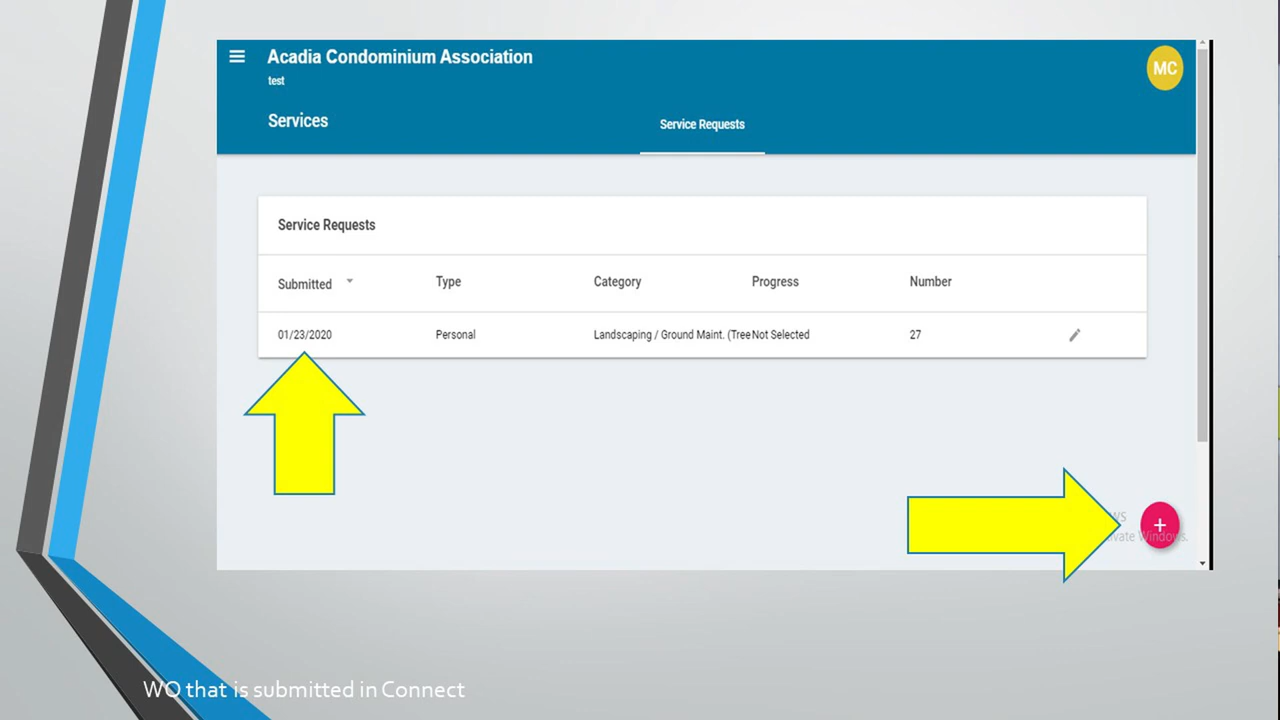 Acadia Condominium Association
test
MC
Services
Service Requests
Service Requests
Submitted Type Category Progress Number
01/23/2020 Personal Landscaping / Ground Maint. (Tree Not Selected 27
+
Windows.
WO that is submitted in Connect